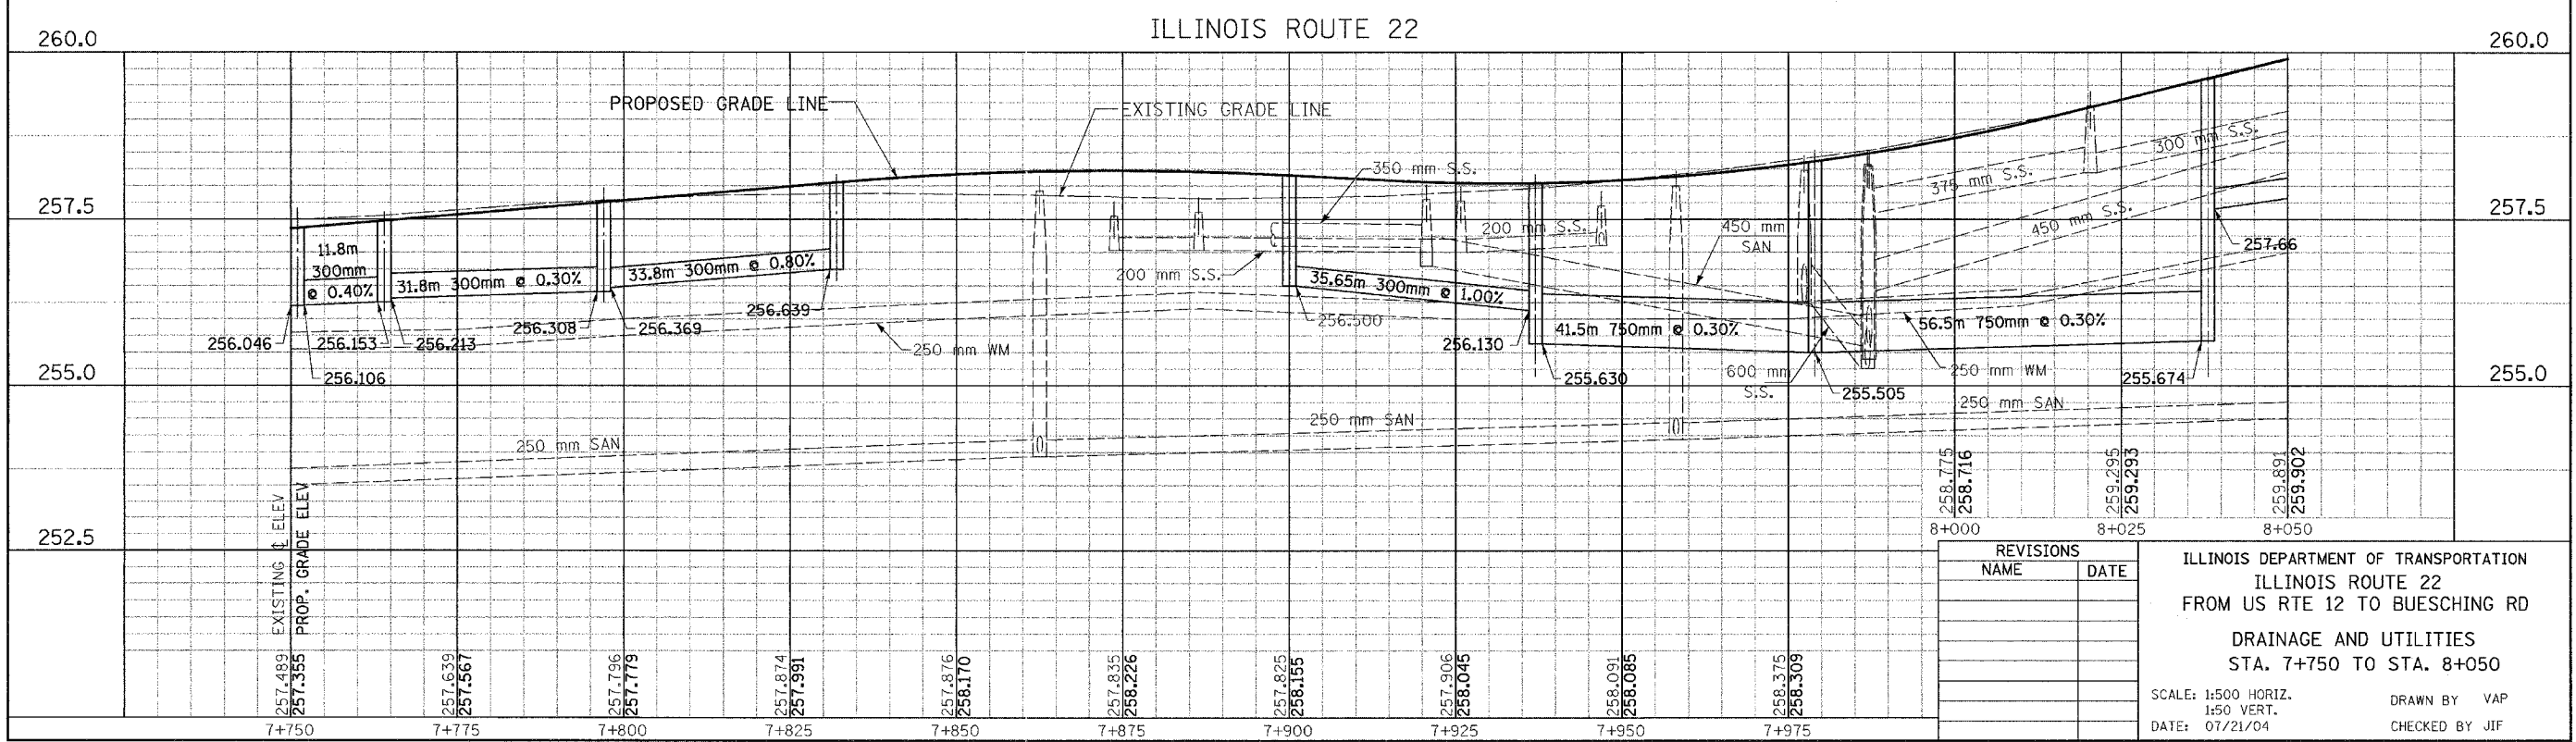 ILLINOIS ROUTE 22
260.0
260.0
PROPOSED GRADE LINE
EXISTING GRADE LINE
350 mm S.S.
300 mm S.S.
375 mm S.S.
450 mm S.S.
257.5
257.5
200 mm S.S.
450 mm
SAN
257.66
11.8m
300mm
@ 0.40%
31.8m 300mm @ 0.30%
33.8m 300mm @ 0.80%
200 mm S.S.
35.65m 300mm @ 1.00%
256.046
256.153
256.213
256.308
256.369
256.639
256.500
256.130
41.5m 750mm @ 0.30%
56.5m 750mm @ 0.30%
250 mm WM
256.106
255.0
255.0
255.630
600 mm
S.S.
255.505
250 mm WM
255.674
250 mm SAN
250 mm SAN
250 mm SAN
252.5
EXISTING ℄ ELEV
PROP. GRADE ELEV
258.775
258.716
259.295
259.293
259.891
259.902
8+000
8+025
8+050
257.489
257.355
257.639
257.567
257.796
257.779
257.874
257.991
257.876
258.170
257.835
258.226
257.825
258.155
257.906
258.045
258.091
258.085
258.375
258.309
7+750
7+775
7+800
7+825
7+850
7+875
7+900
7+925
7+950
7+975
REVISIONS
NAME DATE
ILLINOIS DEPARTMENT OF TRANSPORTATION
ILLINOIS ROUTE 22
FROM US RTE 12 TO BUESCHING RD
DRAINAGE AND UTILITIES
STA. 7+750 TO STA. 8+050
SCALE: 1:500 HORIZ.
1:50 VERT.
DATE: 07/21/04
DRAWN BY VAP
CHECKED BY JIF